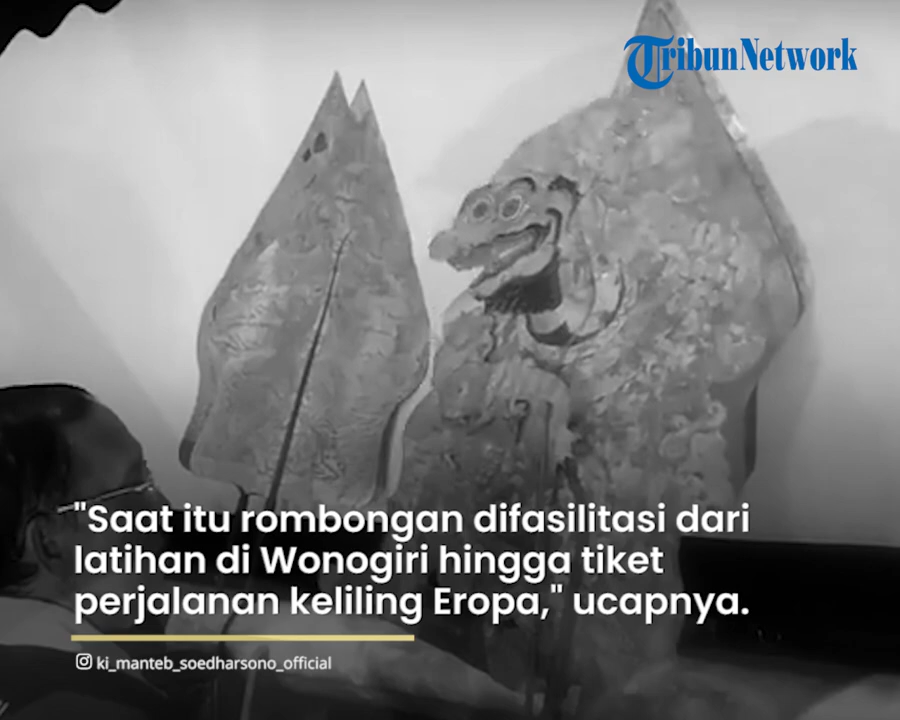 TribunNetwork
"Saat itu rombongan difasilitasi dari
latihan di Wonogiri hingga tiket
perjalanan keliling Eropa," ucapnya.
ki_manteb_soedharsono_official